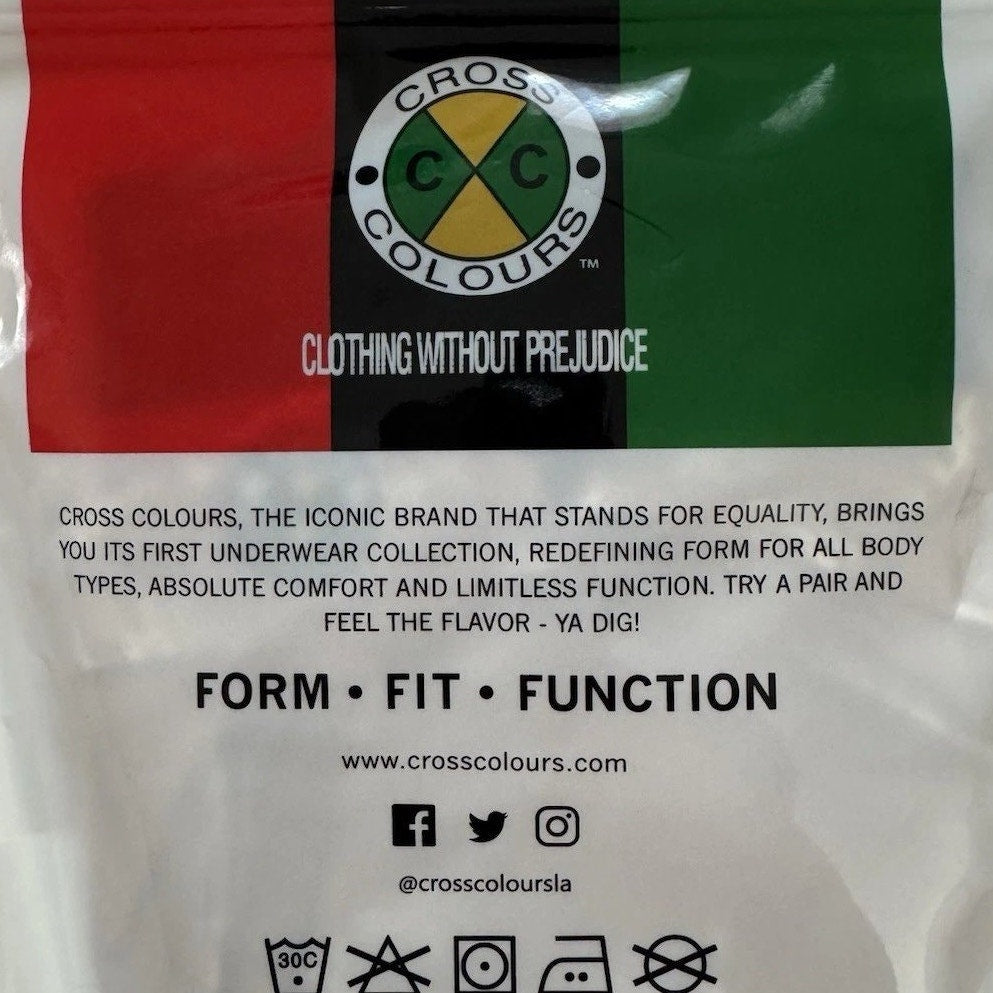 CROSS
C C
COLOURS
TM
CLOTHING WITHOUT PREJUDICE
CROSS COLOURS, THE ICONIC BRAND THAT STANDS FOR EQUALITY, BRINGS
YOU ITS FIRST UNDERWEAR COLLECTION, REDEFINING FORM FOR ALL BODY
TYPES, ABSOLUTE COMFORT AND LIMITLESS FUNCTION. TRY A PAIR AND
FEEL THE FLAVOR - YA DIG!
FORM • FIT • FUNCTION
www.crosscolours.com
@crosscoloursla
30C